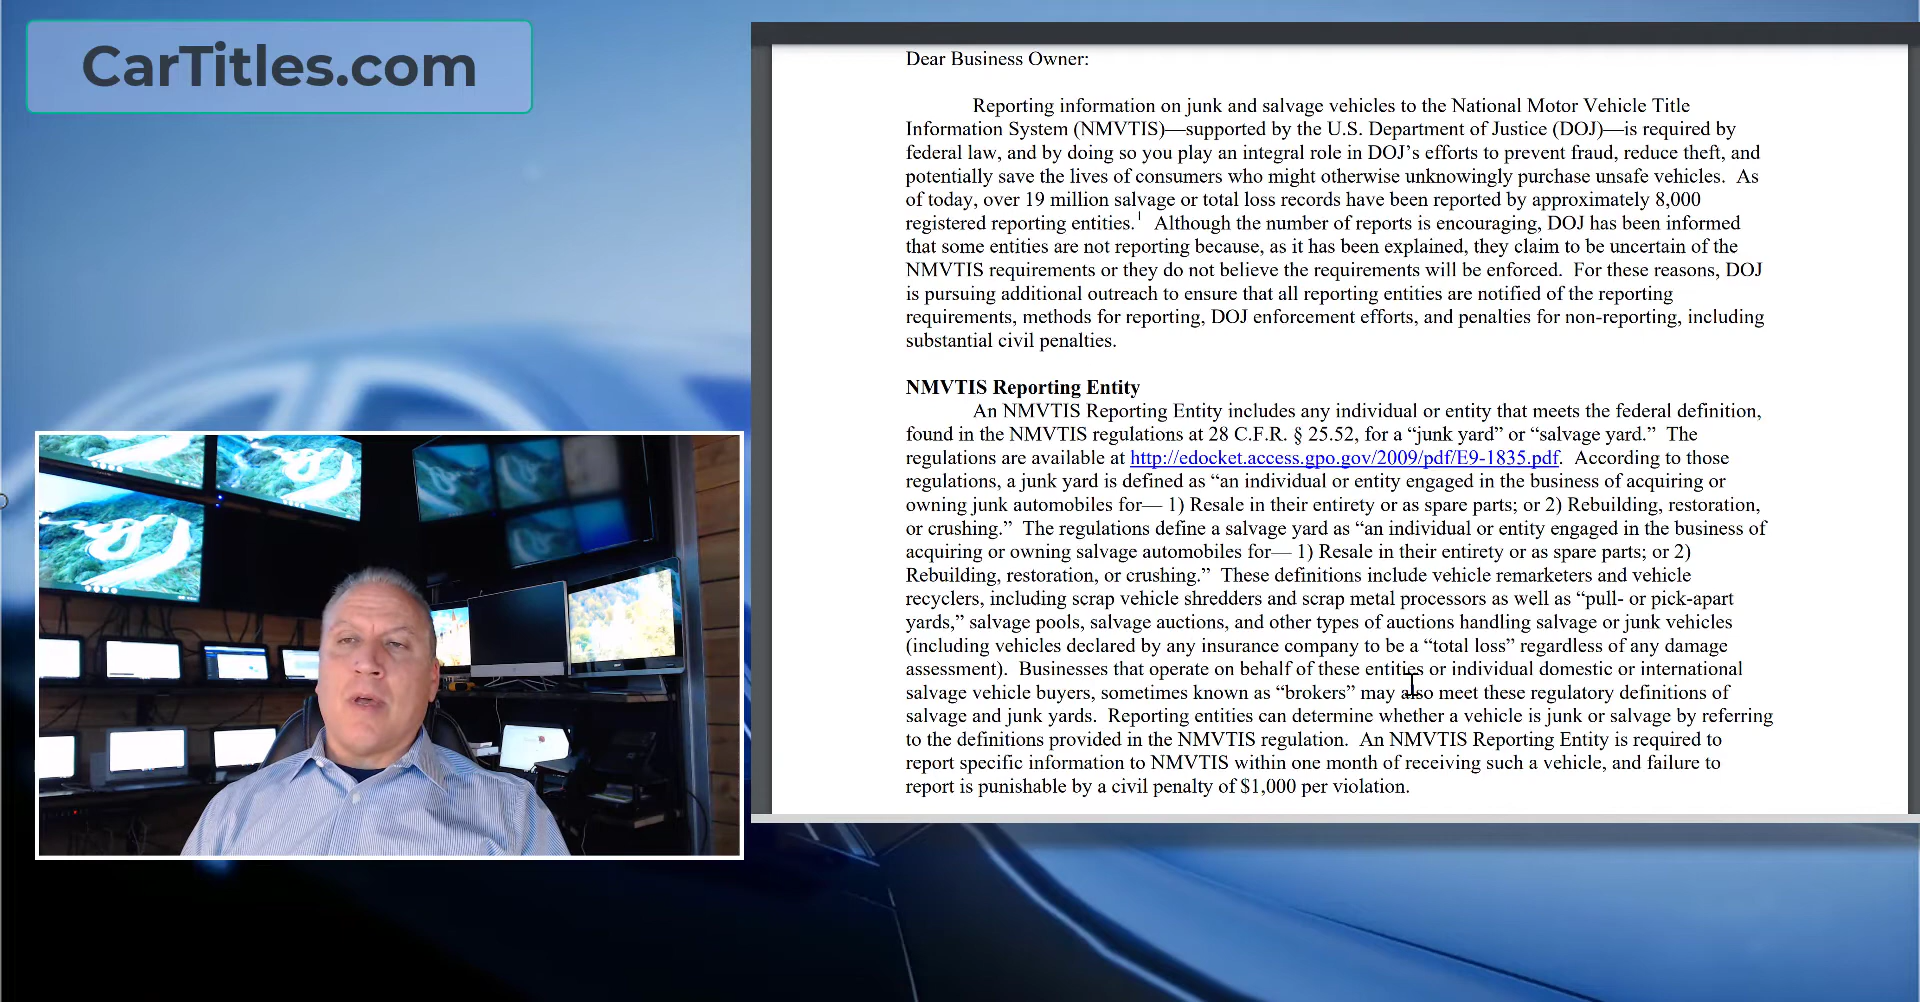 CarTitles.com
Dear Business Owner:
Reporting information on junk and salvage vehicles to the National Motor Vehicle Title
Information System (NMVTIS)—supported by the U.S. Department of Justice (DOJ)—is required by
federal law, and by doing so you play an integral role in DOJ’s efforts to prevent fraud, reduce theft, and
potentially save the lives of consumers who might otherwise unknowingly purchase unsafe vehicles.  As
of today, over 19 million salvage or total loss records have been reported by approximately 8,000
registered reporting entities.1  Although the number of reports is encouraging, DOJ has been informed
that some entities are not reporting because, as it has been explained, they claim to be uncertain of the
NMVTIS requirements or they do not believe the requirements will be enforced.  For these reasons, DOJ
is pursuing additional outreach to ensure that all reporting entities are notified of the reporting
requirements, methods for reporting, DOJ enforcement efforts, and penalties for non-reporting, including
substantial civil penalties.
NMVTIS Reporting Entity
An NMVTIS Reporting Entity includes any individual or entity that meets the federal definition,
found in the NMVTIS regulations at 28 C.F.R. § 25.52, for a “junk yard” or “salvage yard.”  The
regulations are available at http://edocket.access.gpo.gov/2009/pdf/E9-1835.pdf.  According to those
regulations, a junk yard is defined as “an individual or entity engaged in the business of acquiring or
owning junk automobiles for— 1) Resale in their entirety or as spare parts; or 2) Rebuilding, restoration,
or crushing.”  The regulations define a salvage yard as “an individual or entity engaged in the business of
acquiring or owning salvage automobiles for— 1) Resale in their entirety or as spare parts; or 2)
Rebuilding, restoration, or crushing.”  These definitions include vehicle remarketers and vehicle
recyclers, including scrap vehicle shredders and scrap metal processors as well as “pull- or pick-apart
yards,” salvage pools, salvage auctions, and other types of auctions handling salvage or junk vehicles
(including vehicles declared by any insurance company to be a “total loss” regardless of any damage
assessment).  Businesses that operate on behalf of these entities or individual domestic or international
salvage vehicle buyers, sometimes known as “brokers” may also meet these regulatory definitions of
salvage and junk yards.  Reporting entities can determine whether a vehicle is junk or salvage by referring
to the definitions provided in the NMVTIS regulation.  An NMVTIS Reporting Entity is required to
report specific information to NMVTIS within one month of receiving such a vehicle, and failure to
report is punishable by a civil penalty of $1,000 per violation.